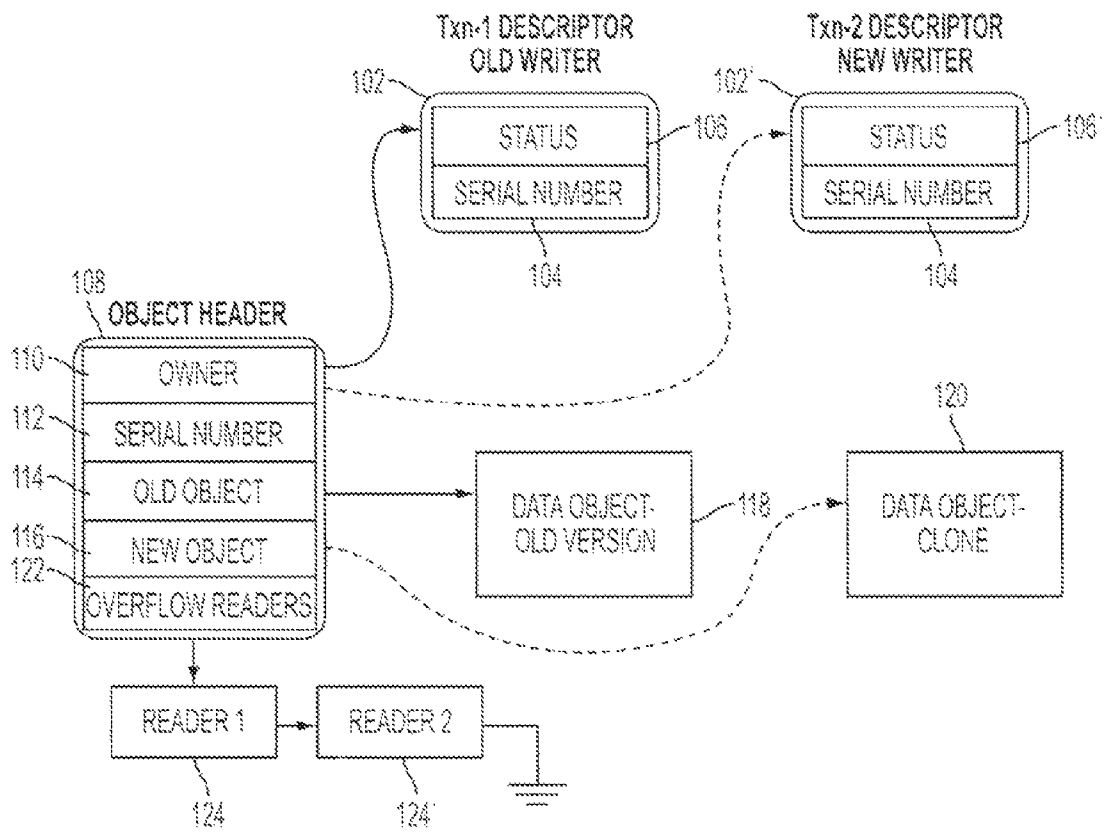 Txn-1 DESCRIPTOR
OLD WRITER
Txn-2 DESCRIPTOR
NEW WRITER
102
STATUS
106
SERIAL NUMBER
104
102'
STATUS
106'
SERIAL NUMBER
104
108
OBJECT HEADER
110
OWNER
112
SERIAL NUMBER
114
OLD OBJECT
116
NEW OBJECT
122
OVERFLOW READERS
DATA OBJECT-
OLD VERSION
118
120
DATA OBJECT-
CLONE
READER 1
READER 2
124
124'